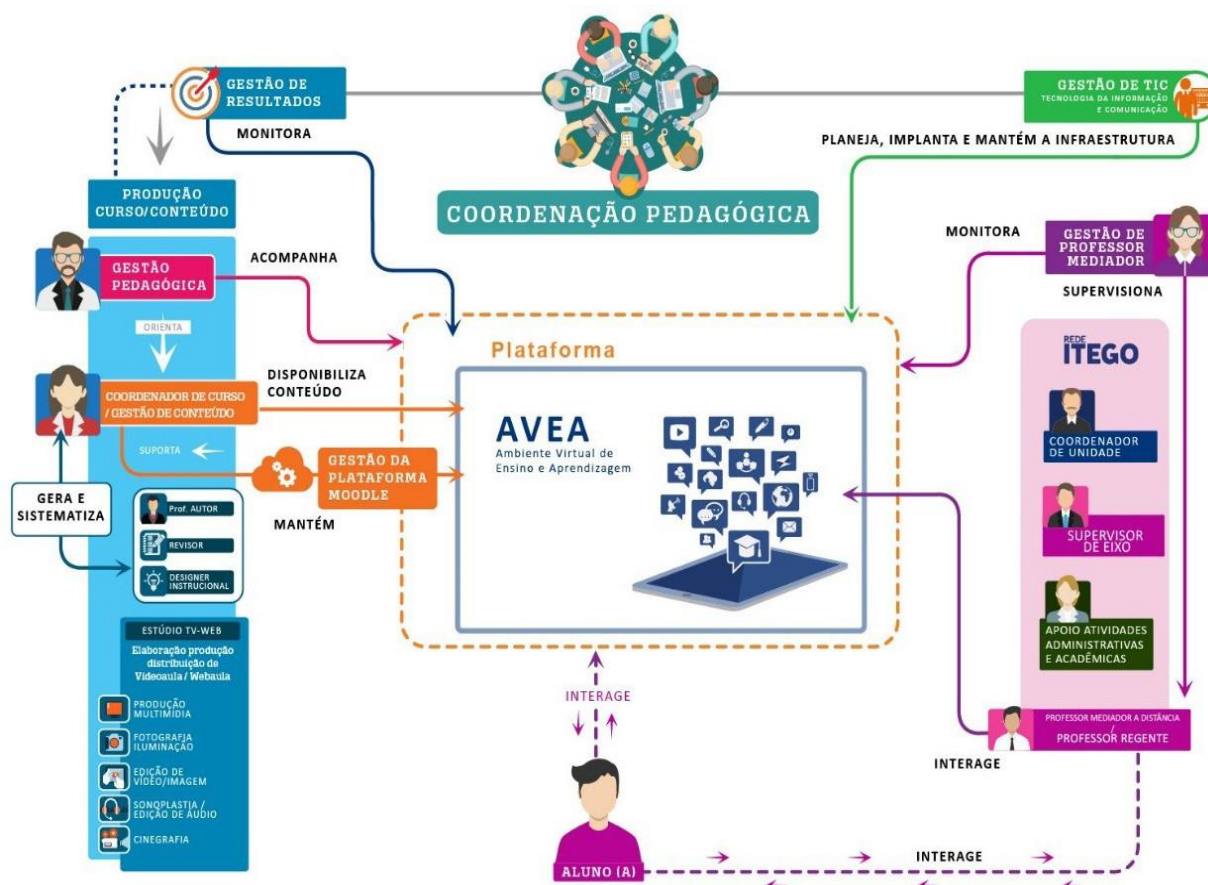 GESTÃO DE
RESULTADOS
MONITORA
COORDENAÇÃO PEDAGÓGICA
GESTÃO DE TIC
TECNOLOGIA DA INFORMAÇÃO
E COMUNICAÇÃO
PLANEJA, IMPLANTA E MANTÉM A INFRAESTRUTURA
PRODUÇÃO
CURSO/CONTEÚDO
GESTÃO
PEDAGÓGICA
ACOMPANHA
ORIENTA
COORDENADOR DE CURSO
/ GESTÃO DE CONTEÚDO
DISPONIBILIZA
CONTEÚDO
SUPORTA
GESTÃO DA
PLATAFORMA
MOODLE
MANTÉM
GERA E
SISTEMATIZA
Prof. AUTOR
REVISOR
DESIGNER
INSTRUCIONAL
ESTÚDIO TV-WEB
Elaboração produção
distribuição de
Videoaula / Webaula
PRODUÇÃO
MULTIMÍDIA
FOTOGRAFIA
ILUMINAÇÃO
EDIÇÃO DE
VÍDEO/IMAGEM
SONOPLASTIA /
EDIÇÃO DE ÁUDIO
CINEGRAFIA
Plataforma
AVEA
Ambiente Virtual de
Ensino e Aprendizagem
INTERAGE
ALUNO (A)
INTERAGE
MONITORA
GESTÃO DE
PROFESSOR
MEDIADOR
SUPERVISIONA
REDE
ITEGO
COORDENADOR
DE UNIDADE
SUPERVISOR
DE EIXO
APOIO ATIVIDADES
ADMINISTRATIVAS
E ACADÊMICAS
PROFESSOR MEDIADOR A DISTÂNCIA
/
PROFESSOR REGENTE
INTERAGE